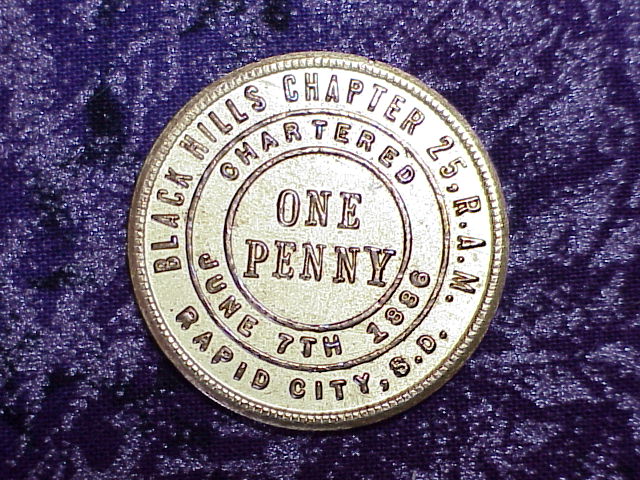 BLACK HILLS CHAPTER 25, R.A.M.
RAPID CITY, S.D.
CHARTERED
JUNE 7TH 1886
ONE
PENNY